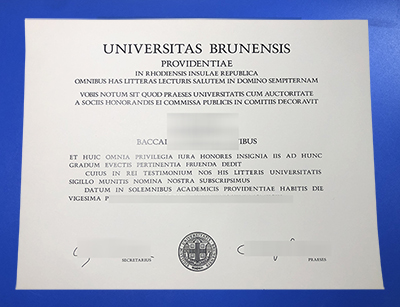 UNIVERSITAS BRUNENSIS
PROVIDENTIAE
IN RHODIENSIS INSULAE REPUBLICA
OMNIBUS HAS LITTERAS LECTURIS SALUTEM IN DOMINO SEMPITERNAM
VOBIS NOTUM SIT QUOD PRAESES UNIVERSITATIS CUM AUCTORITATE
A SOCIIS HONORANDIS EI COMMISSA PUBLICIS IN COMITIIS DECORAVIT
ET HUIC OMNIA PRIVILEGIA IURA HONORES INSIGNIA IIS AD HUNC
GRADUM EVECTIS PERTINENTIA FRUENDA DEDIT
CUIUS IN REI TESTIMONIUM NOS HIS LITTERIS UNIVERSITATIS
SIGILLO MUNITIS NOMINA NOSTRA SUBSCRIPSIMUS
DATUM IN SOLEMNIBUS ACADEMICIS PROVIDENTIAE HABITIS DIE
VIGESIMA
SECRETARIUS PRAESES